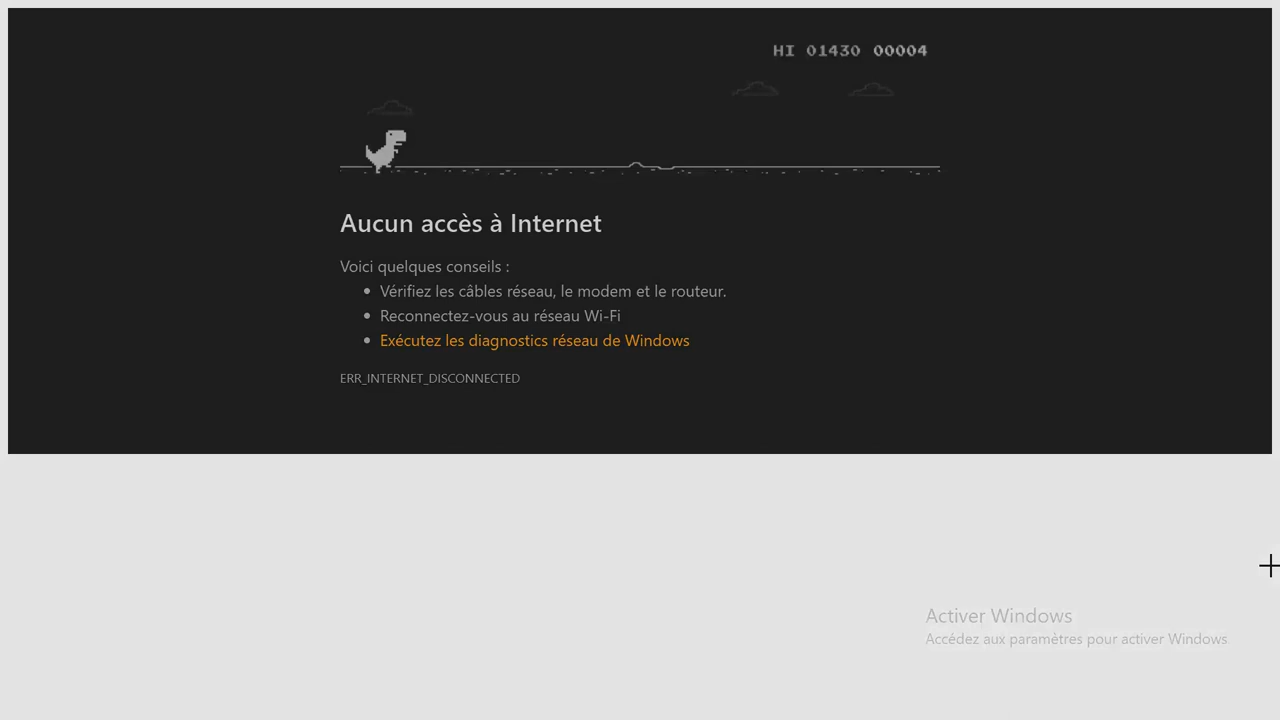 HI 01430 00004
Aucun accès à Internet
Voici quelques conseils :
Vérifiez les câbles réseau, le modem et le routeur.
Reconnectez-vous au réseau Wi-Fi
Exécutez les diagnostics réseau de Windows
ERR_INTERNET_DISCONNECTED
Activer Windows
Accédez aux paramètres pour activer Windows